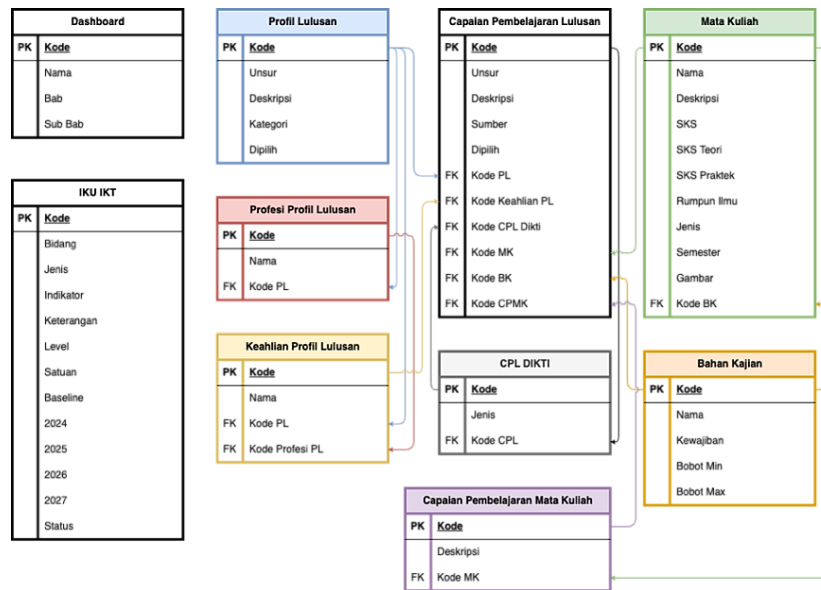 Dashboard
PK Kode
Nama
Bab
Sub Bab
IKU IKT
PK Kode
Bidang
Jenis
Indikator
Keterangan
Level
Satuan
Baseline
2024
2025
2026
2027
Status
Profil Lulusan
PK Kode
Unsur
Deskripsi
Kategori
Dipilih
Profesi Profil Lulusan
PK Kode
Nama
FK Kode PL
Keahlian Profil Lulusan
PK Kode
Nama
FK Kode PL
FK Kode Profesi PL
Capaian Pembelajaran Lulusan
PK Kode
Unsur
Deskripsi
Sumber
Dipilih
FK Kode PL
FK Kode Keahlian PL
FK Kode CPL Dikti
FK Kode MK
FK Kode BK
FK Kode CPMK
CPL DIKTI
PK Kode
Jenis
FK Kode CPL
Capaian Pembelajaran Mata Kuliah
PK Kode
Deskripsi
FK Kode MK
Mata Kuliah
PK Kode
Nama
Deskripsi
SKS
SKS Teori
SKS Praktek
Rumpun Ilmu
Jenis
Semester
Gambar
FK Kode BK
Bahan Kajian
PK Kode
Nama
Kewajiban
Bobot Min
Bobot Max